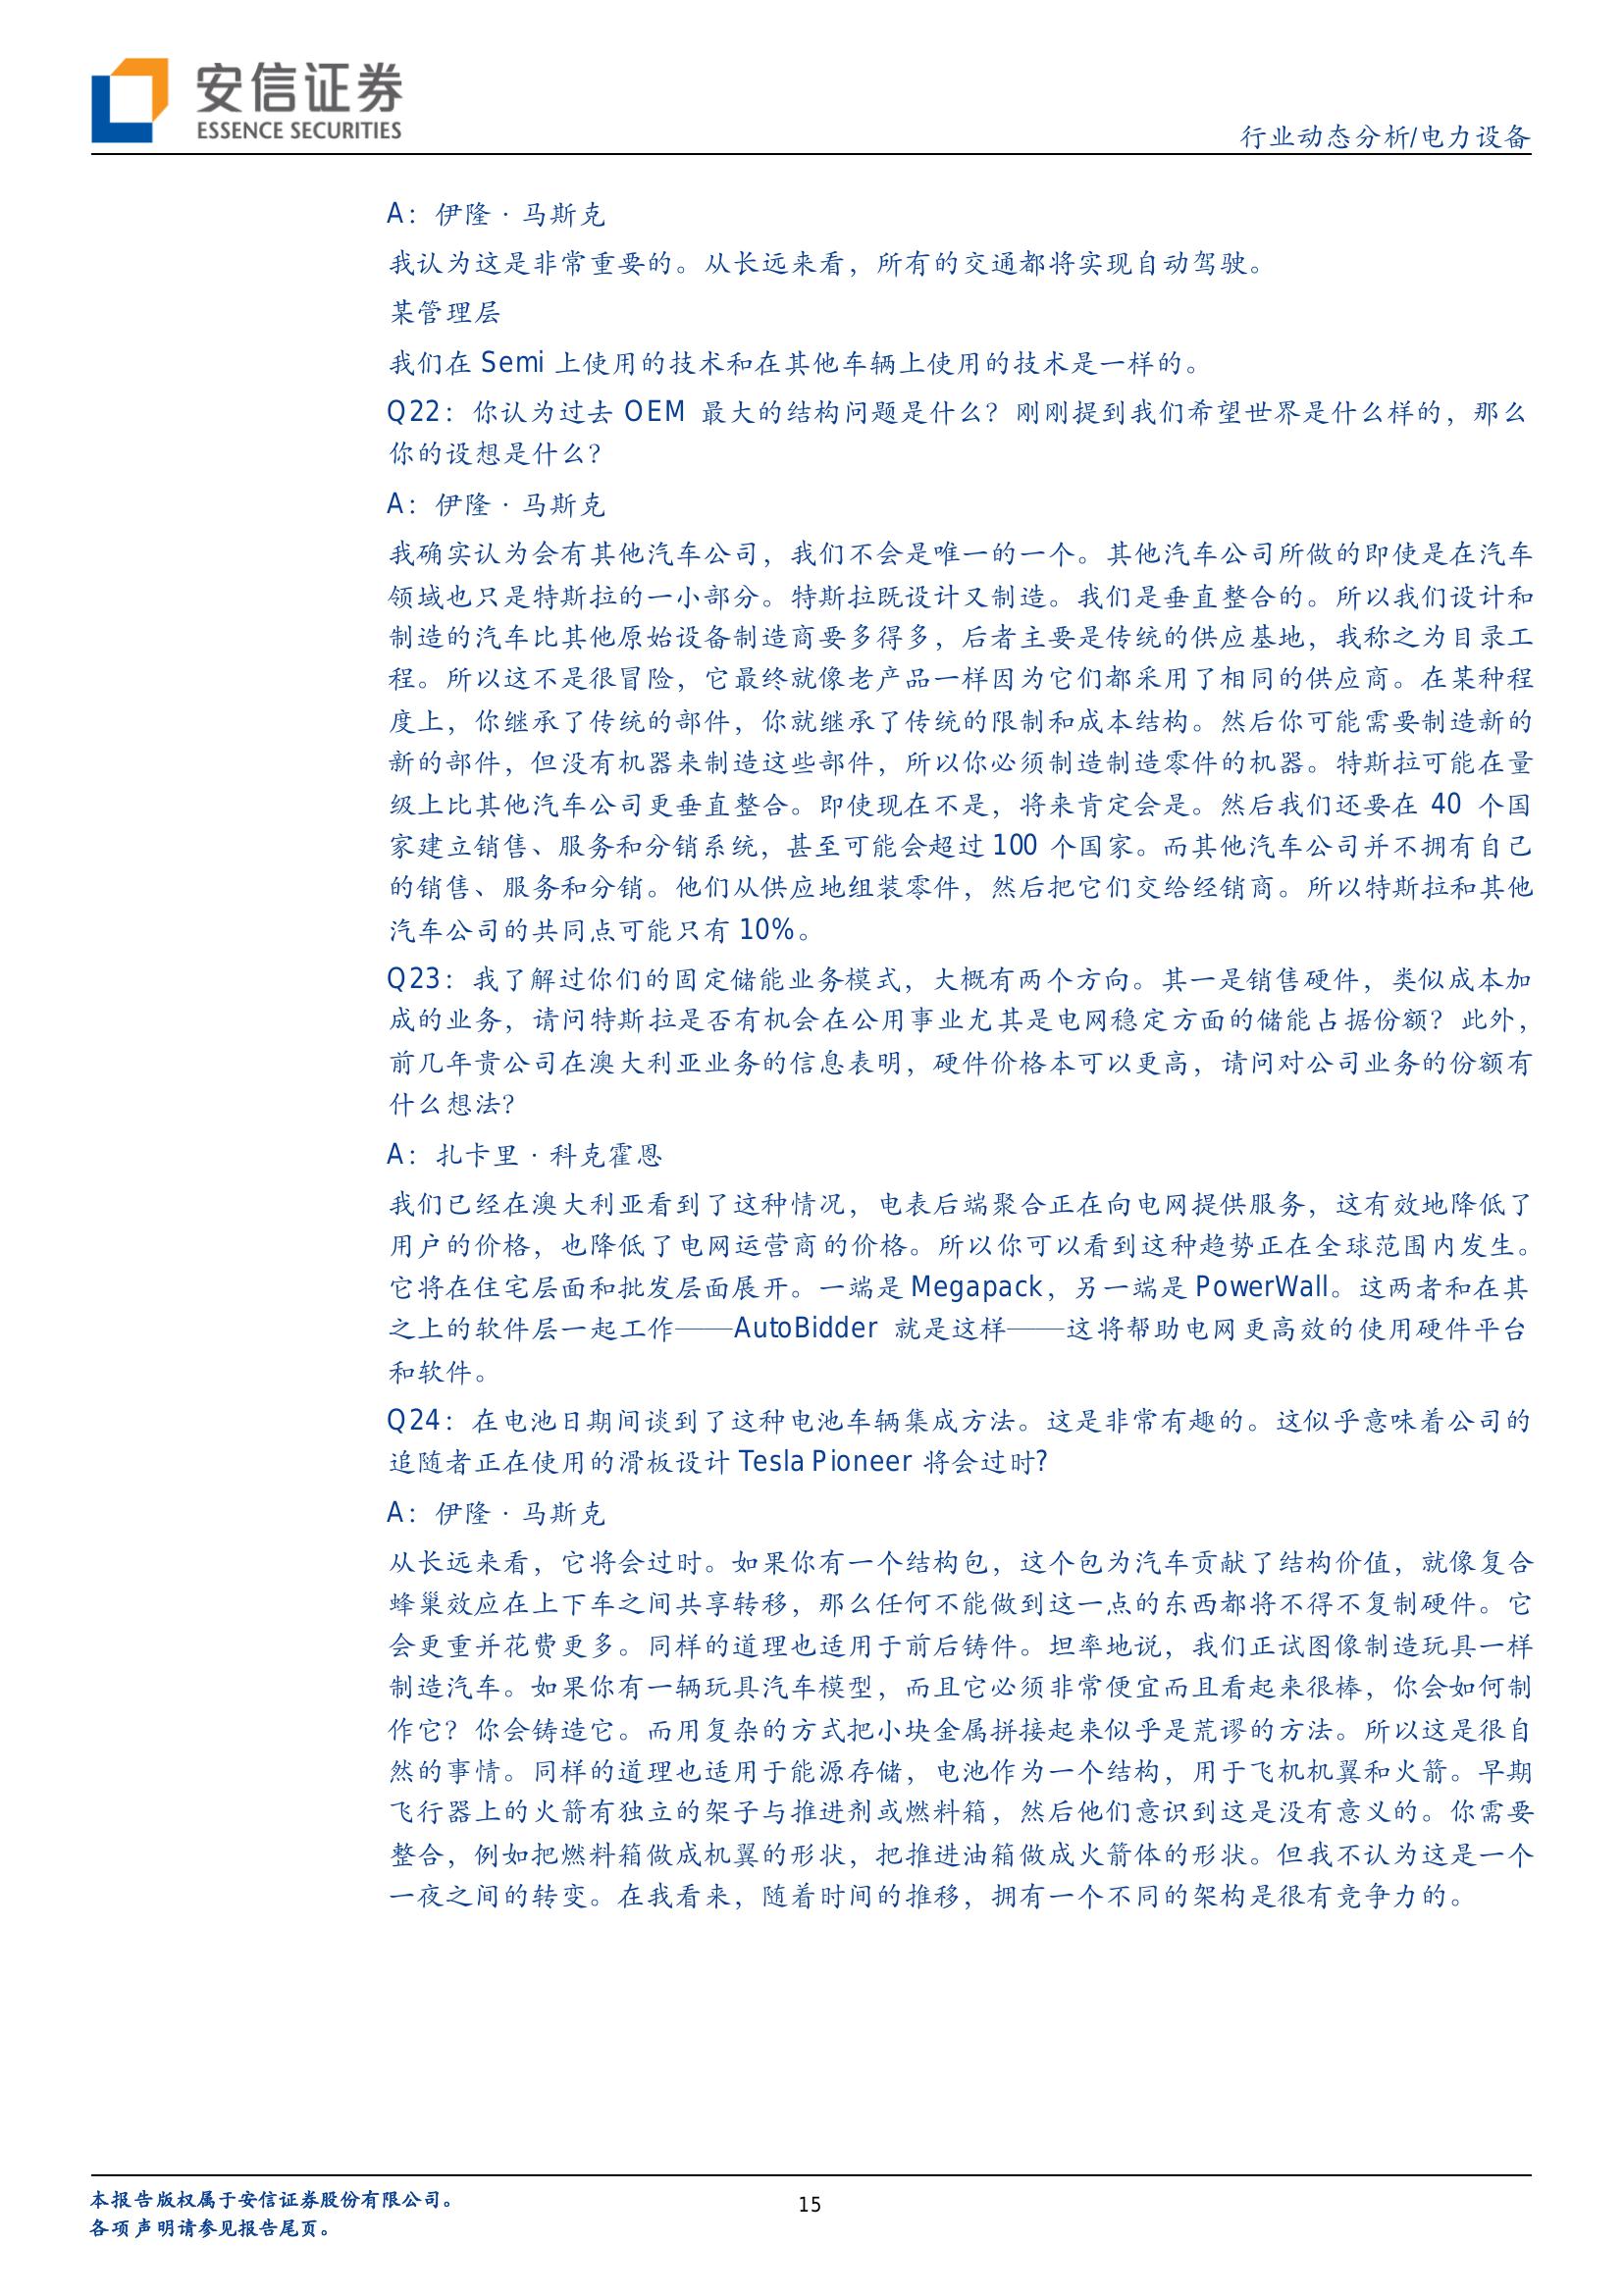 安信证券
ESSENCE SECURITIES
行业动态分析/电力设备
A：伊隆·马斯克
我认为这是非常重要的。从长远来看，所有的交通都将实现自动驾驶。
某管理层
我们在 Semi 上使用的技术和在其他车辆上使用的技术是一样的。
Q22：你认为过去 OEM 最大的结构问题是什么？刚刚提到我们希望世界是什么样的，那么
你的设想是什么？
A：伊隆·马斯克
我确实认为会有其他汽车公司，我们不会是唯一的一个。其他汽车公司所做的即使是在汽车
领域也只是特斯拉的一小部分。特斯拉既设计又制造。我们是垂直整合的。所以我们设计和
制造的汽车比其他原始设备制造商要多得多，后者主要是传统的供应基地，我称之为目录工
程。所以这不是很冒险，它最终就像老产品一样因为它们都采用了相同的供应商。在某种程
度上，你继承了传统的部件，你就继承了传统的限制和成本结构。然后你可能需要制造新的
新的部件，但没有机器来制造这些部件，所以你必须制造制造零件的机器。特斯拉可能在量
级上比其他汽车公司更垂直整合。即使现在不是，将来肯定会是。然后我们还要在 40 个国
家建立销售、服务和分销系统，甚至可能会超过 100 个国家。而其他汽车公司并不拥有自己
的销售、服务和分销。他们从供应地组装零件，然后把它们交给经销商。所以特斯拉和其他
汽车公司的共同点可能只有 10%。
Q23：我了解过你们的固定储能业务模式，大概有两个方向。其一是销售硬件，类似成本加
成的业务，请问特斯拉是否有机会在公用事业尤其是电网稳定方面的储能占据份额？此外，
前几年贵公司在澳大利亚业务的信息表明，硬件价格本可以更高，请问对公司业务的份额有
什么想法？
A：扎卡里·科克霍恩
我们已经在澳大利亚看到了这种情况，电表后端聚合正在向电网提供服务，这有效地降低了
用户的价格，也降低了电网运营商的价格。所以你可以看到这种趋势正在全球范围内发生。
它将在住宅层面和批发层面展开。一端是 Megapack，另一端是 PowerWall。这两者和在其
之上的软件层一起工作——AutoBidder 就是这样——这将帮助电网更高效的使用硬件平台
和软件。
Q24：在电池日期间谈到了这种电池车辆集成方法。这是非常有趣的。这似乎意味着公司的
追随者正在使用的滑板设计 Tesla Pioneer 将会过时?
A：伊隆·马斯克
从长远来看，它将会过时。如果你有一个结构包，这个包为汽车贡献了结构价值，就像复合
蜂巢效应在上下车之间共享转移，那么任何不能做到这一点的东西都将不得不复制硬件。它
会更重并花费更多。同样的道理也适用于前后铸件。坦率地说，我们正试图像制造玩具一样
制造汽车。如果你有一辆玩具汽车模型，而且它必须非常便宜而且看起来很棒，你会如何制
作它？你会铸造它。而用复杂的方式把小块金属拼接起来似乎是荒谬的方法。所以这是很自
然的事情。同样的道理也适用于能源存储，电池作为一个结构，用于飞机机翼和火箭。早期
飞行器上的火箭有独立的架子与推进剂或燃料箱，然后他们意识到这是没有意义的。你需要
整合，例如把燃料箱做成机翼的形状，把推进油箱做成火箭体的形状。但我不认为这是一个
一夜之间的转变。在我看来，随着时间的推移，拥有一个不同的架构是很有竞争力的。
本报告版权属于安信证券股份有限公司。
15
各项声明请参见报告尾页。